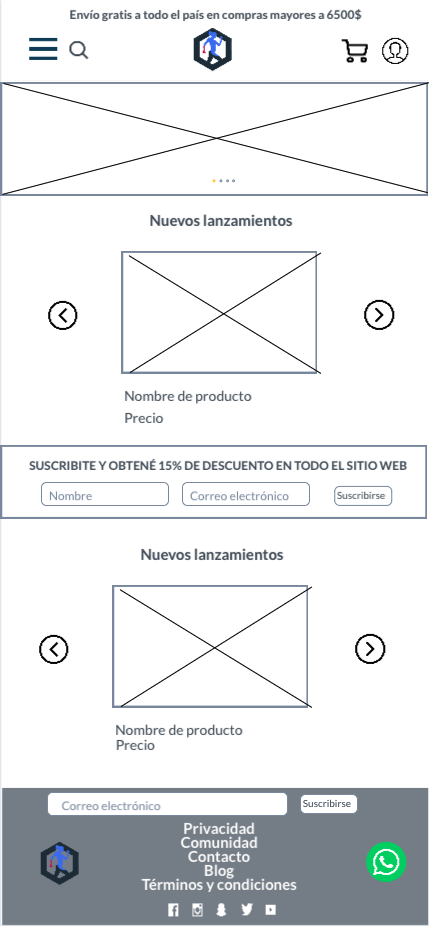 Envío gratis a todo el país en compras mayores a 6500$
Nuevos lanzamientos
Nombre de producto
Precio
SUSCRIBITE Y OBTENÉ 15% DE DESCUENTO EN TODO EL SITIO WEB
Nombre
Correo electrónico
Suscribirse
Nuevos lanzamientos
Nombre de producto
Precio
Correo electrónico
Suscribirse
Privacidad
Comunidad
Contacto
Blog
Términos y condiciones